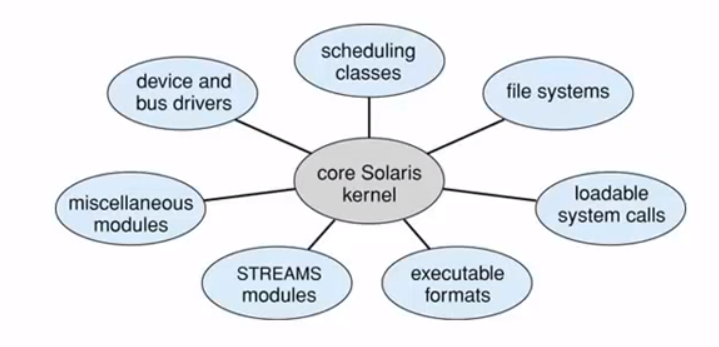 scheduling
classes
device and
bus drivers
file systems
core Solaris
kernel
miscellaneous
modules
loadable
system calls
STREAMS
modules
executable
formats